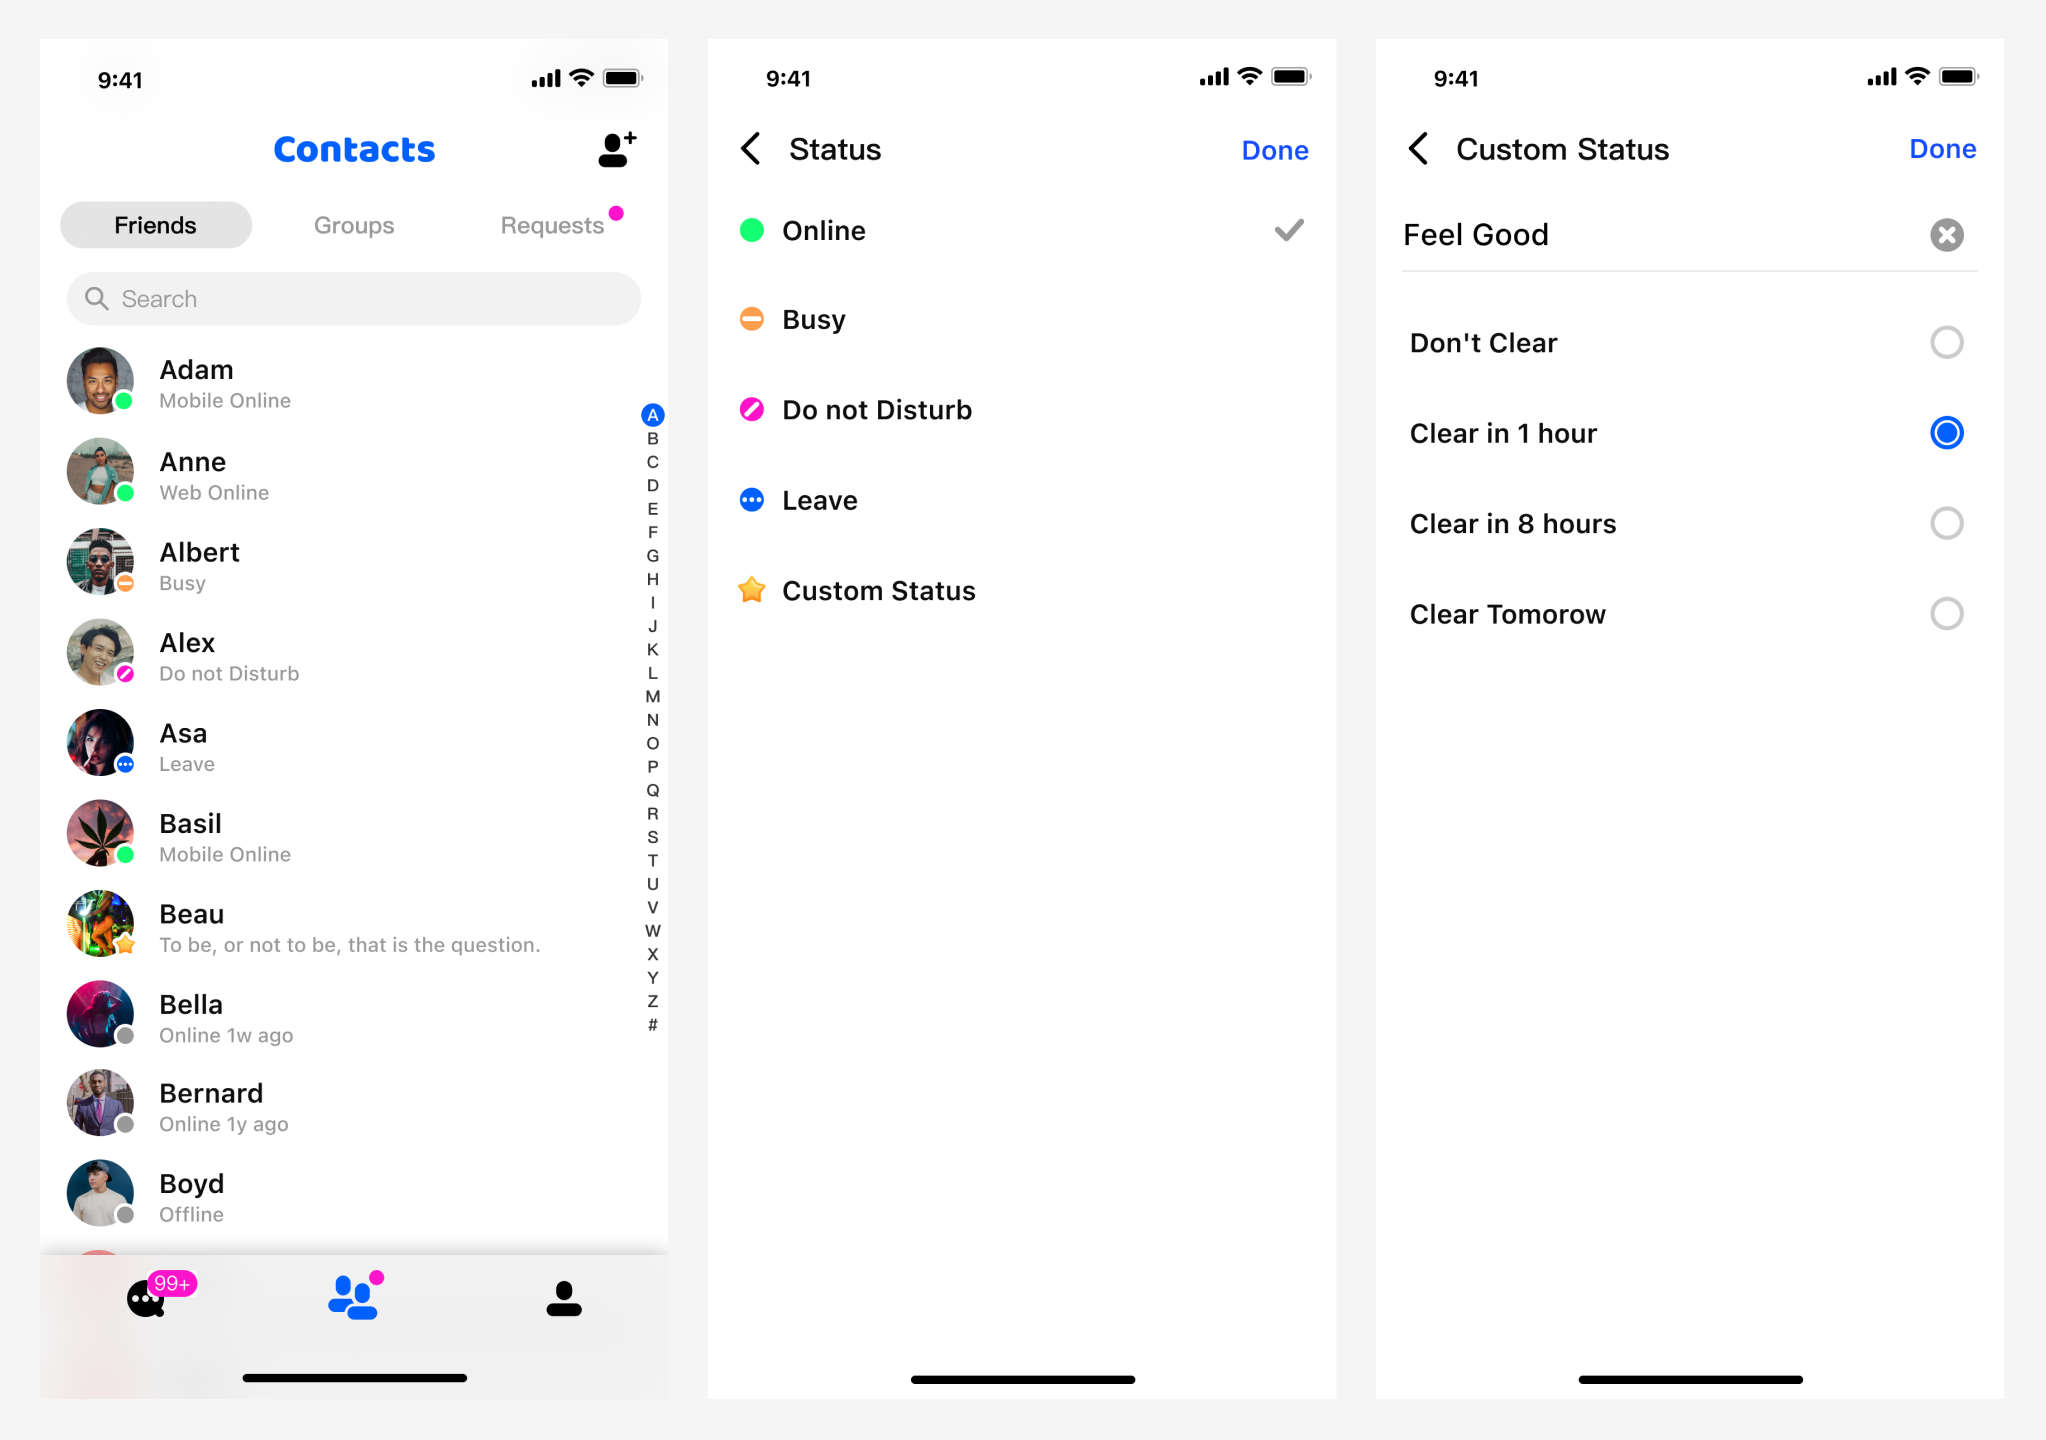 9:41
Contacts
Friends
Groups
Requests
Search
Adam
Mobile Online
Anne
Web Online
Albert
Busy
Alex
Do not Disturb
Asa
Leave
Basil
Mobile Online
Beau
To be, or not to be, that is the question.
Bella
Online 1w ago
Bernard
Online 1y ago
Boyd
Offline
A
B
C
D
E
F
G
H
I
J
K
L
M
N
O
P
Q
R
S
T
U
V
W
X
Y
Z
#
99+
9:41
Status
Done
Online
Busy
Do not Disturb
Leave
Custom Status
9:41
Custom Status
Done
Feel Good
Don't Clear
Clear in 1 hour
Clear in 8 hours
Clear Tomorow